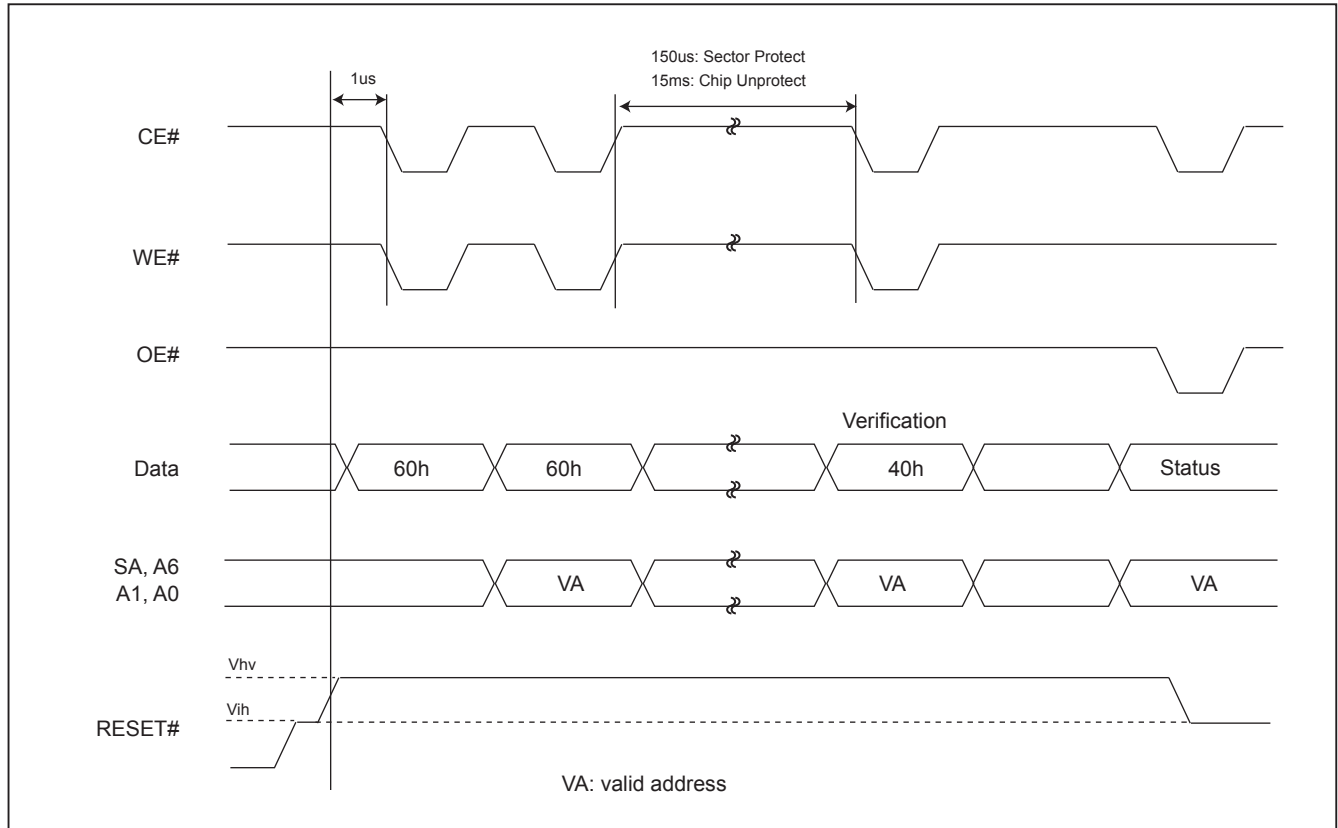 150us: Sector Protect
15ms: Chip Unprotect
1us
CE#
WE#
OE#
Verification
Data
60h
60h
40h
Status
SA, A6
A1, A0
VA
VA
VA
Vhv
Vih
RESET#
VA: valid address